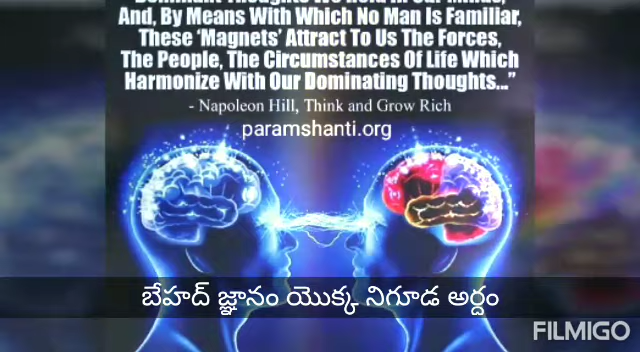 And, By Means With Which No Man Is Familiar,
These ‘Magnets’ Attract To Us The Forces,
The People, The Circumstances Of Life Which
Harmonize With Our Dominating Thoughts...”
- Napoleon Hill, Think and Grow Rich
paramshanti.org
బేహద్ జ్ఞానం యొక్క నిగూడ అర్దం
FILMIGO